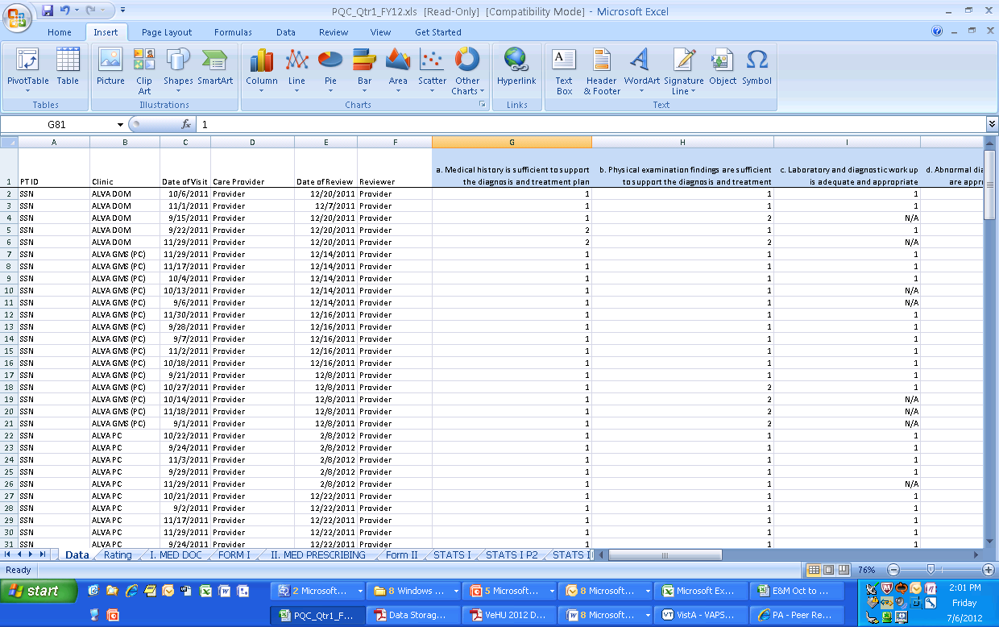 PQC_Qtr1_FY12.xls [Read-Only] [Compatibility Mode] - Microsoft Excel
Home Insert Page Layout Formulas Data Review View Get Started
PivotTable Table Picture Clip Art Shapes SmartArt Column Line Pie Bar Area Scatter Other Charts Hyperlink Text Box Header & Footer WordArt Signature Line Object Symbol
Tables Illustrations Charts Links Text
G81 fx 1
A B C D E F G H I
1 PT ID Clinic Date of Visit Care Provider Date of Review Reviewer a. Medical history is sufficient to support the diagnosis and treatment plan b. Physical examination findings are sufficient to support the diagnosis and treatment c. Laboratory and diagnostic work up is adequate and appropriate d. Abnormal dia are appr
2 SSN ALVA DOM 10/6/2011 Provider 12/20/2011 Provider 1 1 1
3 SSN ALVA DOM 11/1/2011 Provider 12/7/2011 Provider 1 1 1
4 SSN ALVA DOM 9/15/2011 Provider 12/20/2011 Provider 1 2 N/A
5 SSN ALVA DOM 9/22/2011 Provider 12/20/2011 Provider 2 1 1
6 SSN ALVA DOM 11/29/2011 Provider 12/20/2011 Provider 2 2 N/A
7 SSN ALVA GMS (PC) 11/29/2011 Provider 12/14/2011 Provider 1 1 1
8 SSN ALVA GMS (PC) 11/17/2011 Provider 12/14/2011 Provider 1 1 1
9 SSN ALVA GMS (PC) 10/4/2011 Provider 12/14/2011 Provider 1 1 1
10 SSN ALVA GMS (PC) 10/13/2011 Provider 12/14/2011 Provider 1 1 N/A
11 SSN ALVA GMS (PC) 9/6/2011 Provider 12/14/2011 Provider 1 1 N/A
12 SSN ALVA GMS (PC) 11/30/2011 Provider 12/16/2011 Provider 1 1 1
13 SSN ALVA GMS (PC) 9/28/2011 Provider 12/16/2011 Provider 1 1 1
14 SSN ALVA GMS (PC) 9/7/2011 Provider 12/16/2011 Provider 1 1 1
15 SSN ALVA GMS (PC) 11/2/2011 Provider 12/16/2011 Provider 1 1 1
16 SSN ALVA GMS (PC) 10/18/2011 Provider 12/16/2011 Provider 1 1 1
17 SSN ALVA GMS (PC) 9/21/2011 Provider 12/8/2011 Provider 1 1 1
18 SSN ALVA GMS (PC) 10/27/2011 Provider 12/8/2011 Provider 1 2 1
19 SSN ALVA GMS (PC) 10/14/2011 Provider 12/8/2011 Provider 1 2 N/A
20 SSN ALVA GMS (PC) 11/18/2011 Provider 12/8/2011 Provider 1 2 N/A
21 SSN ALVA GMS (PC) 9/1/2011 Provider 12/8/2011 Provider 1 2 N/A
22 SSN ALVA PC 10/22/2011 Provider 2/8/2012 Provider 1 1 1
23 SSN ALVA PC 9/24/2011 Provider 2/8/2012 Provider 1 1 1
24 SSN ALVA PC 11/3/2011 Provider 2/8/2012 Provider 1 1 1
25 SSN ALVA PC 9/29/2011 Provider 2/8/2012 Provider 1 1 1
26 SSN ALVA PC 11/29/2011 Provider 2/8/2012 Provider 1 1 N/A
27 SSN ALVA PC 10/21/2011 Provider 12/22/2011 Provider 1 1 1
28 SSN ALVA PC 9/2/2011 Provider 12/22/2011 Provider 1 1 1
29 SSN ALVA PC 11/17/2011 Provider 12/22/2011 Provider 1 1 1
30 SSN ALVA PC 11/29/2011 Provider 12/22/2011 Provider 1 1 1
31 SSN ALVA PC 9/24/2011 Provider 12/22/2011 Provider 1 1 1
Data Rating I. MED DOC FORM I II. MED PRESCRIBING Form II STATS I STATS I P2 STATS I
Ready 76%
start 2 Microsoft... 8 Windows ... 5 Microsoft... 8 Microsoft... Microsoft Ex... E&M Oct to ... 2:01 PM
Friday
PQC_Qtr1_F... Data Storag... VeHU 2012 D... 8 Microsoft... VistA - VAPS... PA - Peer Re... 7/6/2012